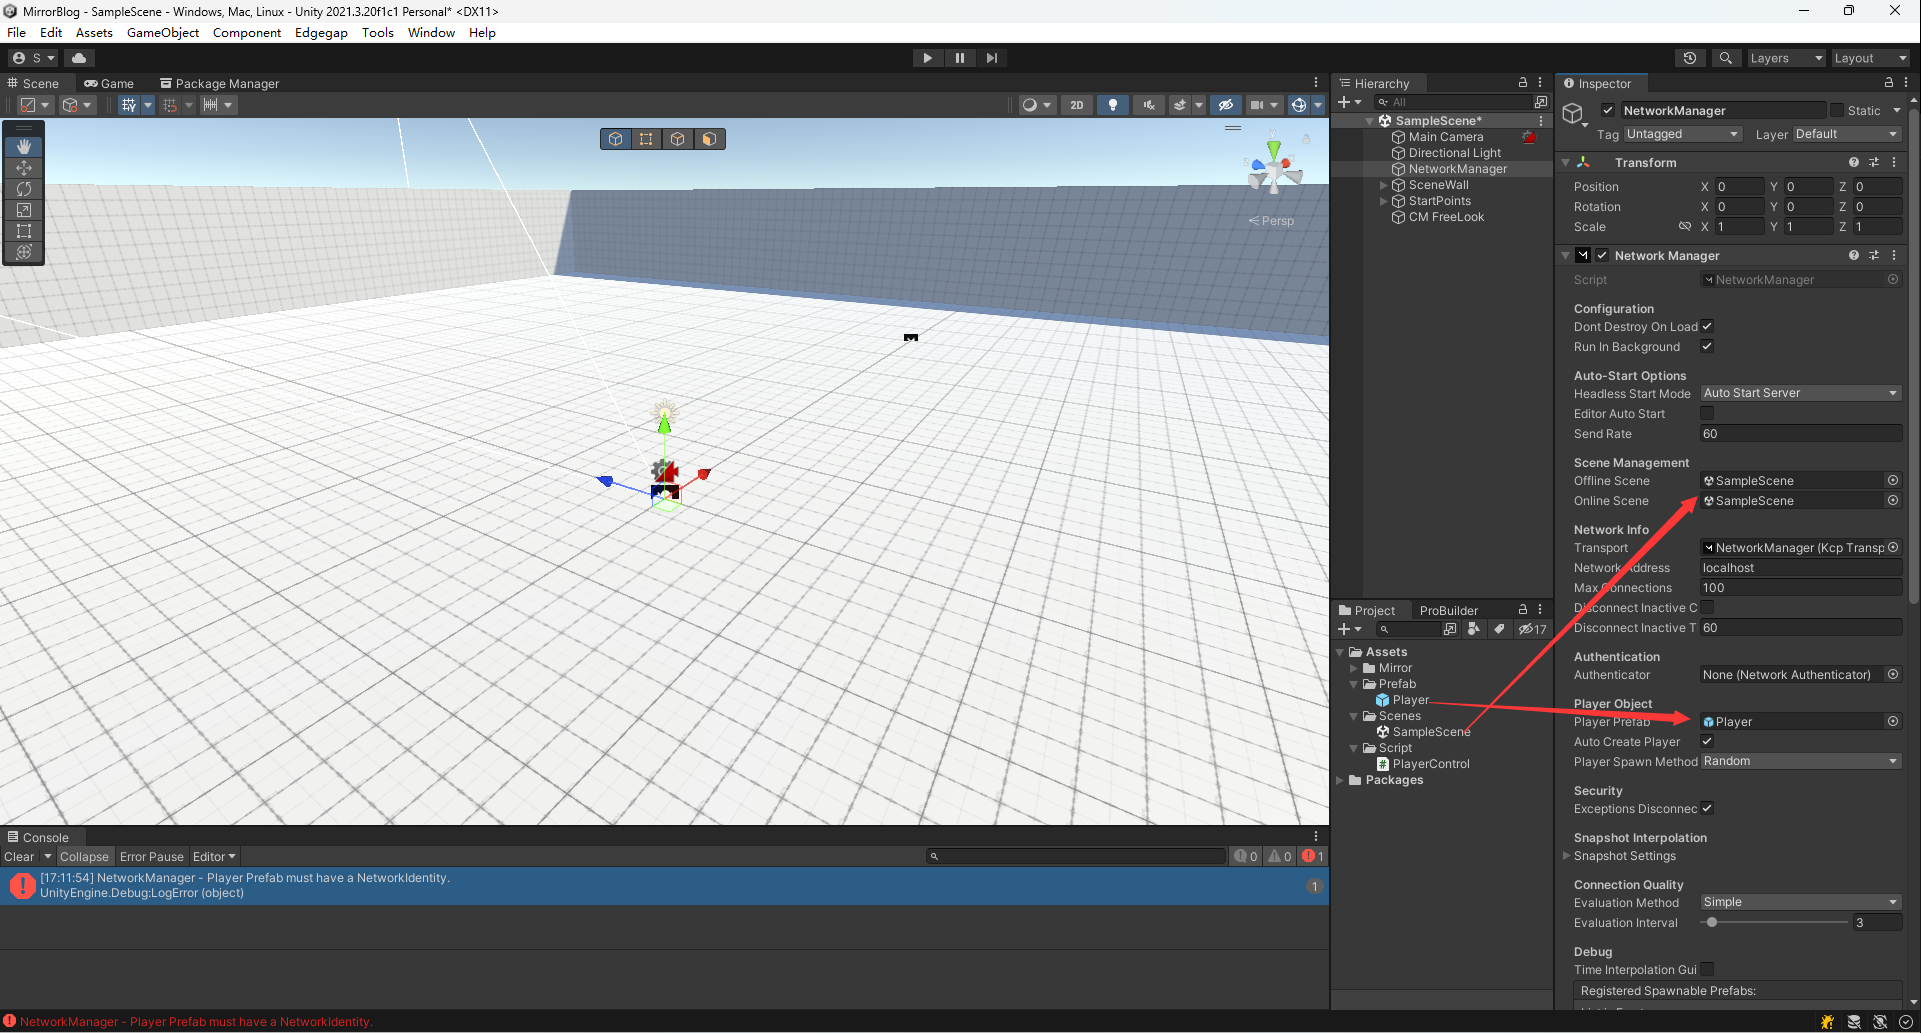 MirrorBlog - SampleScene - Windows, Mac, Linux - Unity 2021.3.20f1c1 Personal* <DX11>
File Edit Assets GameObject Component Edgegap Tools Window Help
S
Layers
Layout
Scene
Game
Package Manager
2D
y
Persp
Hierarchy
All
SampleScene*
Main Camera
Directional Light
NetworkManager
SceneWall
StartPoints
CM FreeLook
Project
ProBuilder
17
Assets
Mirror
Prefab
Player
Scenes
SampleScene
Script
PlayerControl
Packages
Inspector
NetworkManager
Static
Tag Untagged
Layer Default
Transform
Position X 0 Y 0 Z 0
Rotation X 0 Y 0 Z 0
Scale X 1 Y 1 Z 1
Network Manager
Script NetworkManager
Configuration
Dont Destroy On Load
Run In Background
Auto-Start Options
Headless Start Mode Auto Start Server
Editor Auto Start
Send Rate 60
Scene Management
Offline Scene SampleScene
Online Scene SampleScene
Network Info
Transport NetworkManager (Kcp Transp
Network Address localhost
Max Connections 100
Disconnect Inactive C
Disconnect Inactive T 60
Authentication
Authenticator None (Network Authenticator)
Player Object
Player Prefab Player
Auto Create Player
Player Spawn Method Random
Security
Exceptions Disconnec
Snapshot Interpolation
Snapshot Settings
Connection Quality
Evaluation Method Simple
Evaluation Interval 3
Debug
Time Interpolation Gui
Registered Spawnable Prefabs:
Console
Clear Collapse Error Pause Editor
0 0 1
[17:11:54] NetworkManager - Player Prefab must have a NetworkIdentity.
UnityEngine.Debug:LogError (object)
1
NetworkManager - Player Prefab must have a NetworkIdentity.